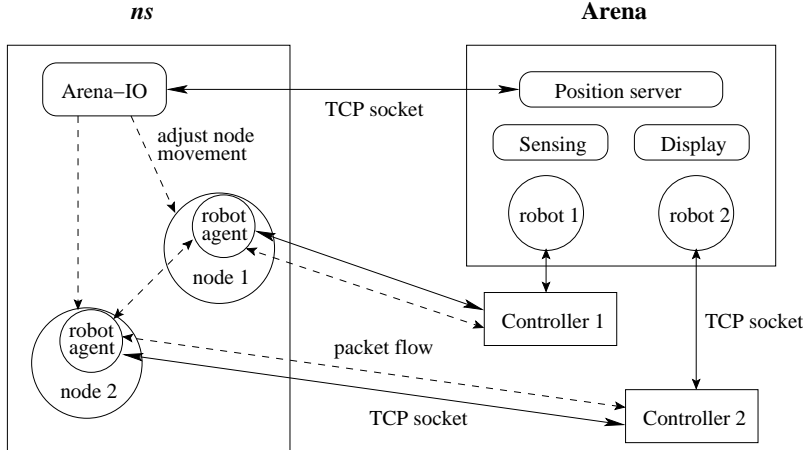 ns
Arena
Arena–IO
Position server
TCP socket
adjust node
movement
Sensing
Display
robot
agent
node 1
robot 1
robot 2
Controller 1
TCP socket
robot
agent
node 2
packet flow
TCP socket
Controller 2